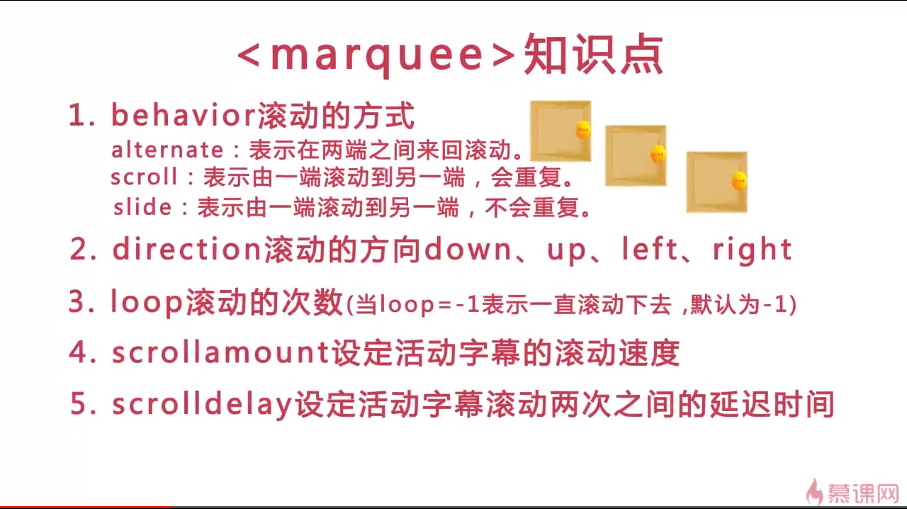 <marquee>知识点
1. behavior滚动的方式
alternate：表示在两端之间来回滚动。
scroll：表示由一端滚动到另一端，会重复。
slide：表示由一端滚动到另一端，不会重复。
2. direction滚动的方向down、up、left、right
3. loop滚动的次数(当loop=-1表示一直滚动下去 ,默认为-1)
4. scrollamount设定活动字幕的滚动速度
5. scrolldelay设定活动字幕滚动两次之间的延迟时间
慕课网